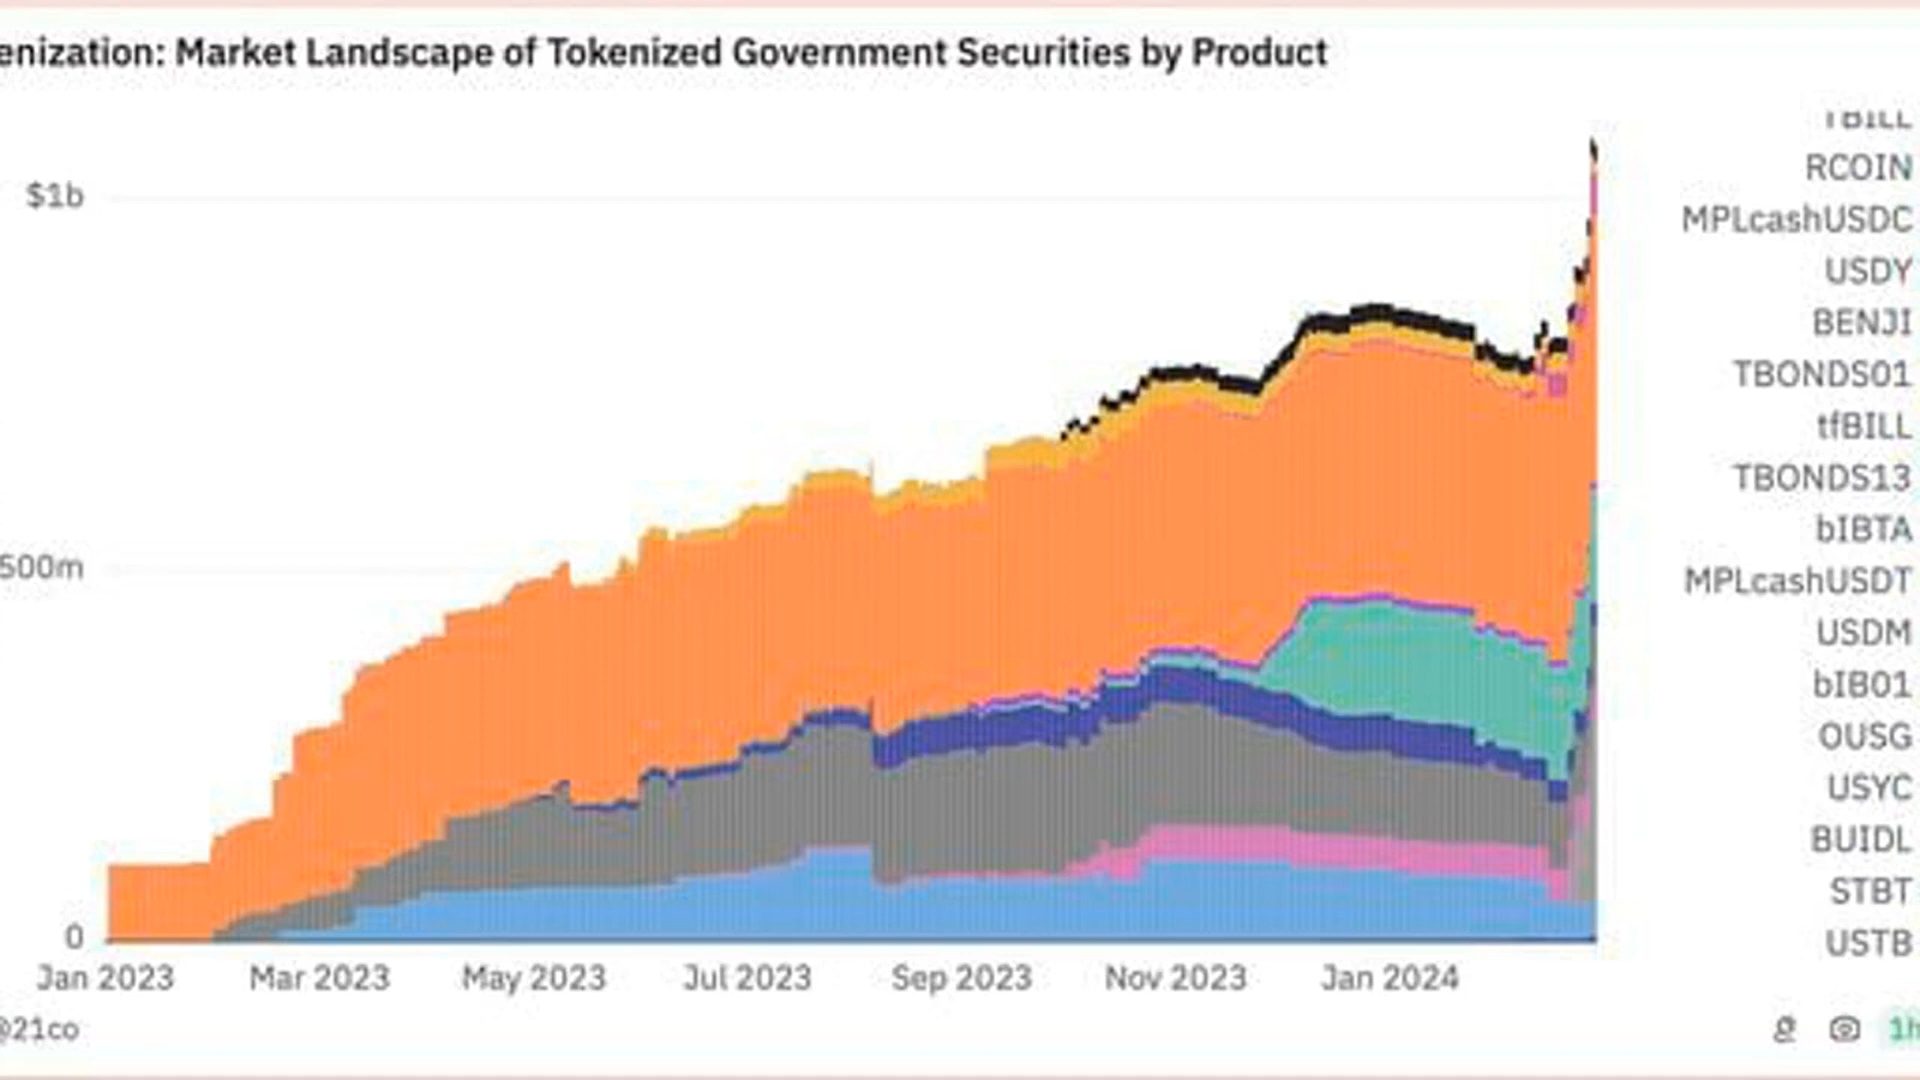 enization: Market Landscape of Tokenized Government Securities by Product
$1b
500m
0
Jan 2023
Mar 2023
May 2023
Jul 2023
Sep 2023
Nov 2023
Jan 2024
TBILL
RCOIN
MPLcashUSDC
USDY
BENJI
TBONDS01
tfBILL
TBONDS13
bIBTA
MPLcashUSDT
USDM
bIB01
OUSG
USYC
BUIDL
STBT
USTB
@21co
1h